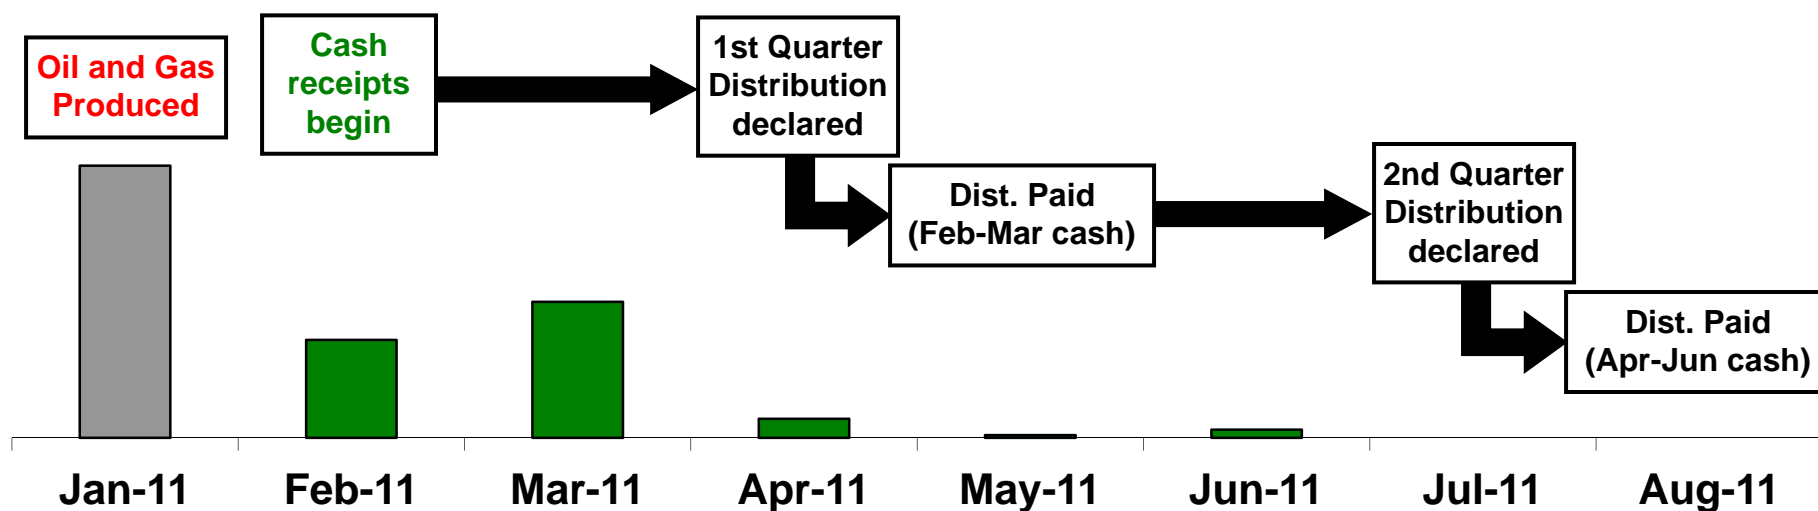 Oil and Gas
Produced
Cash
receipts
begin
1st Quarter
Distribution
declared
Dist. Paid
(Feb-Mar cash)
2nd Quarter
Distribution
declared
Dist. Paid
(Apr-Jun cash)
Jan-11
Feb-11
Mar-11
Apr-11
May-11
Jun-11
Jul-11
Aug-11